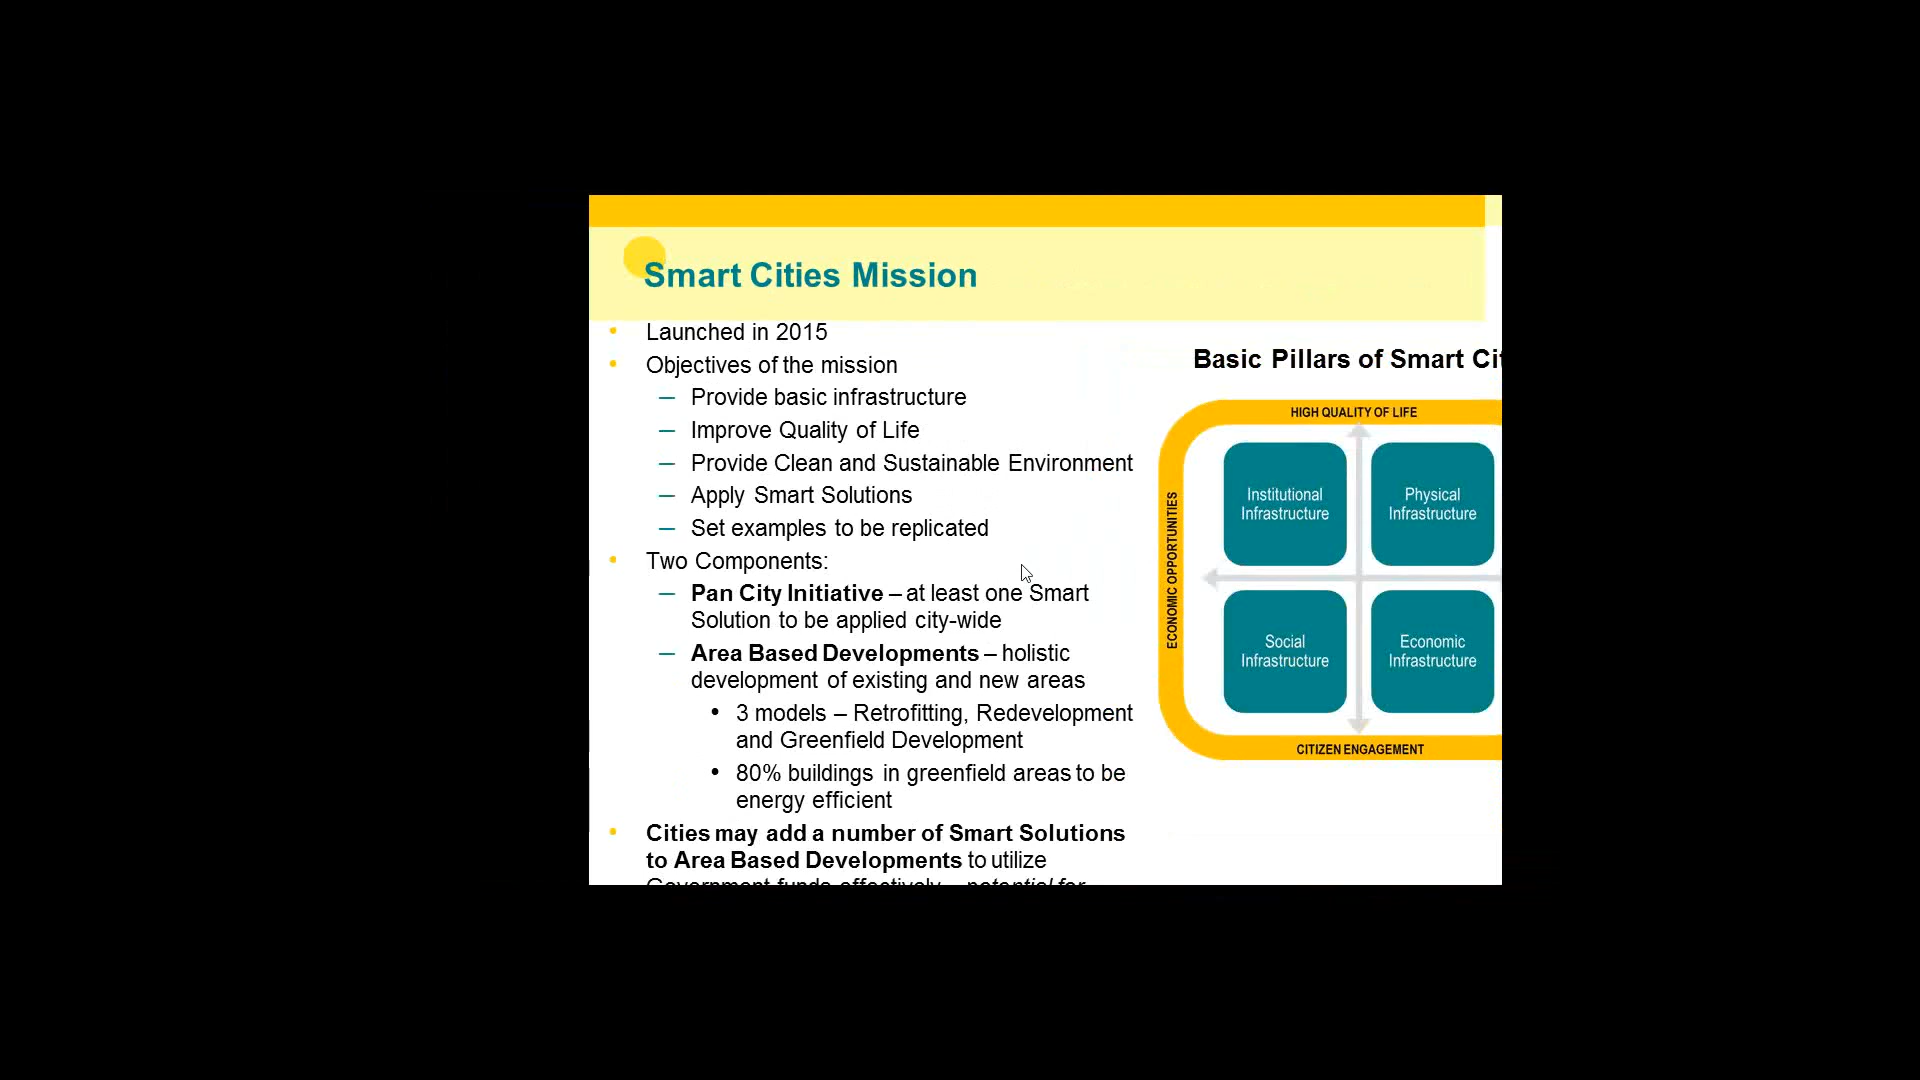 Smart Cities Mission
• Launched in 2015
• Objectives of the mission
– Provide basic infrastructure
– Improve Quality of Life
– Provide Clean and Sustainable Environment
– Apply Smart Solutions
– Set examples to be replicated
• Two Components:
– Pan City Initiative – at least one Smart
Solution to be applied city-wide
– Area Based Developments – holistic
development of existing and new areas
• 3 models – Retrofitting, Redevelopment
and Greenfield Development
• 80% buildings in greenfield areas to be
energy efficient
• Cities may add a number of Smart Solutions
to Area Based Developments to utilize
Government funds effectively – potential for
Basic Pillars of Smart
HIGH QUALITY OF LIFE
ECONOMIC OPPORTUNITIES
Institutional
Infrastructure
Physical
Infrastructure
Social
Infrastructure
Economic
Infrastructure
CITIZEN ENGAGEMENT